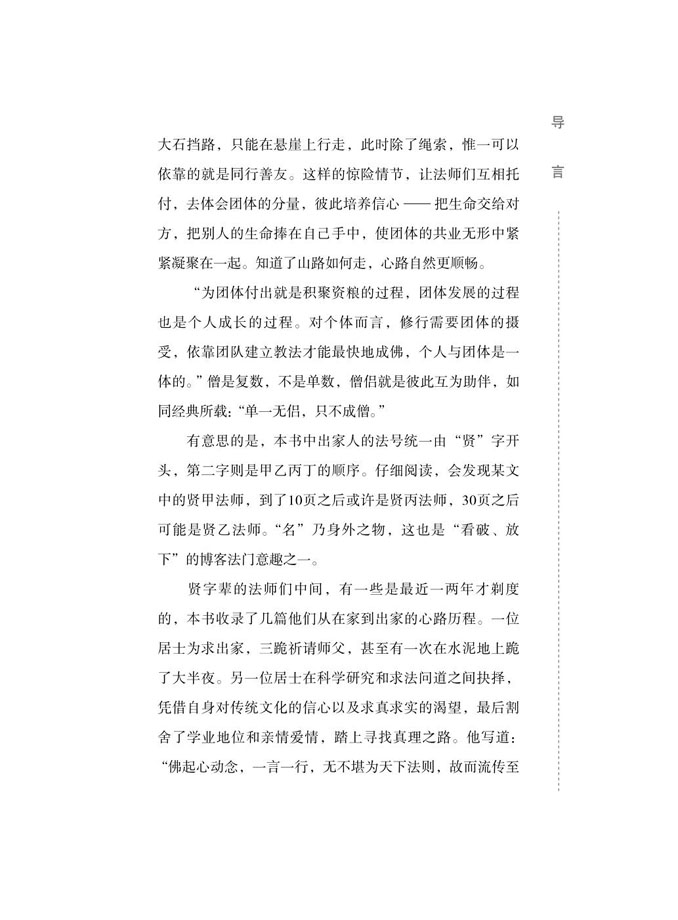 导
言
大石挡路，只能在悬崖上行走，此时除了绳索，惟一可以
依靠的就是同行善友。这样的惊险情节，让法师们互相托
付，去体会团体的分量，彼此培养信心 —— 把生命交给对
方，把别人的生命捧在自己手中，使团体的共业无形中紧
紧凝聚在一起。知道了山路如何走，心路自然更顺畅。
“为团体付出就是积聚资粮的过程，团体发展的过程
也是个人成长的过程。对个体而言，修行需要团体的摄
受，依靠团队建立教法才能最快地成佛，个人与团体是一
体的。”僧是复数，不是单数，僧侣就是彼此互为助伴，如
同经典所载：“单一无侣，只不成僧。”
有意思的是，本书中出家人的法号统一由“贤”字开
头，第二字则是甲乙丙丁的顺序。仔细阅读，会发现某文
中的贤甲法师，到了10页之后或许是贤丙法师，30页之后
可能是贤乙法师。“名”乃身外之物，这也是“看破、放
下”的博客法门意趣之一。
贤字辈的法师们中间，有一些是最近一两年才剃度
的，本书收录了几篇他们从在家到出家的心路历程。一位
居士为求出家，三跪祈请师父，甚至有一次在水泥地上跪
了大半夜。另一位居士在科学研究和求法问道之间抉择，
凭借自身对传统文化的信心以及求真求实的渴望，最后割
舍了学业地位和亲情爱情，踏上寻找真理之路。他写道：
“佛起心动念，一言一行，无不堪为天下法则，故而流传至